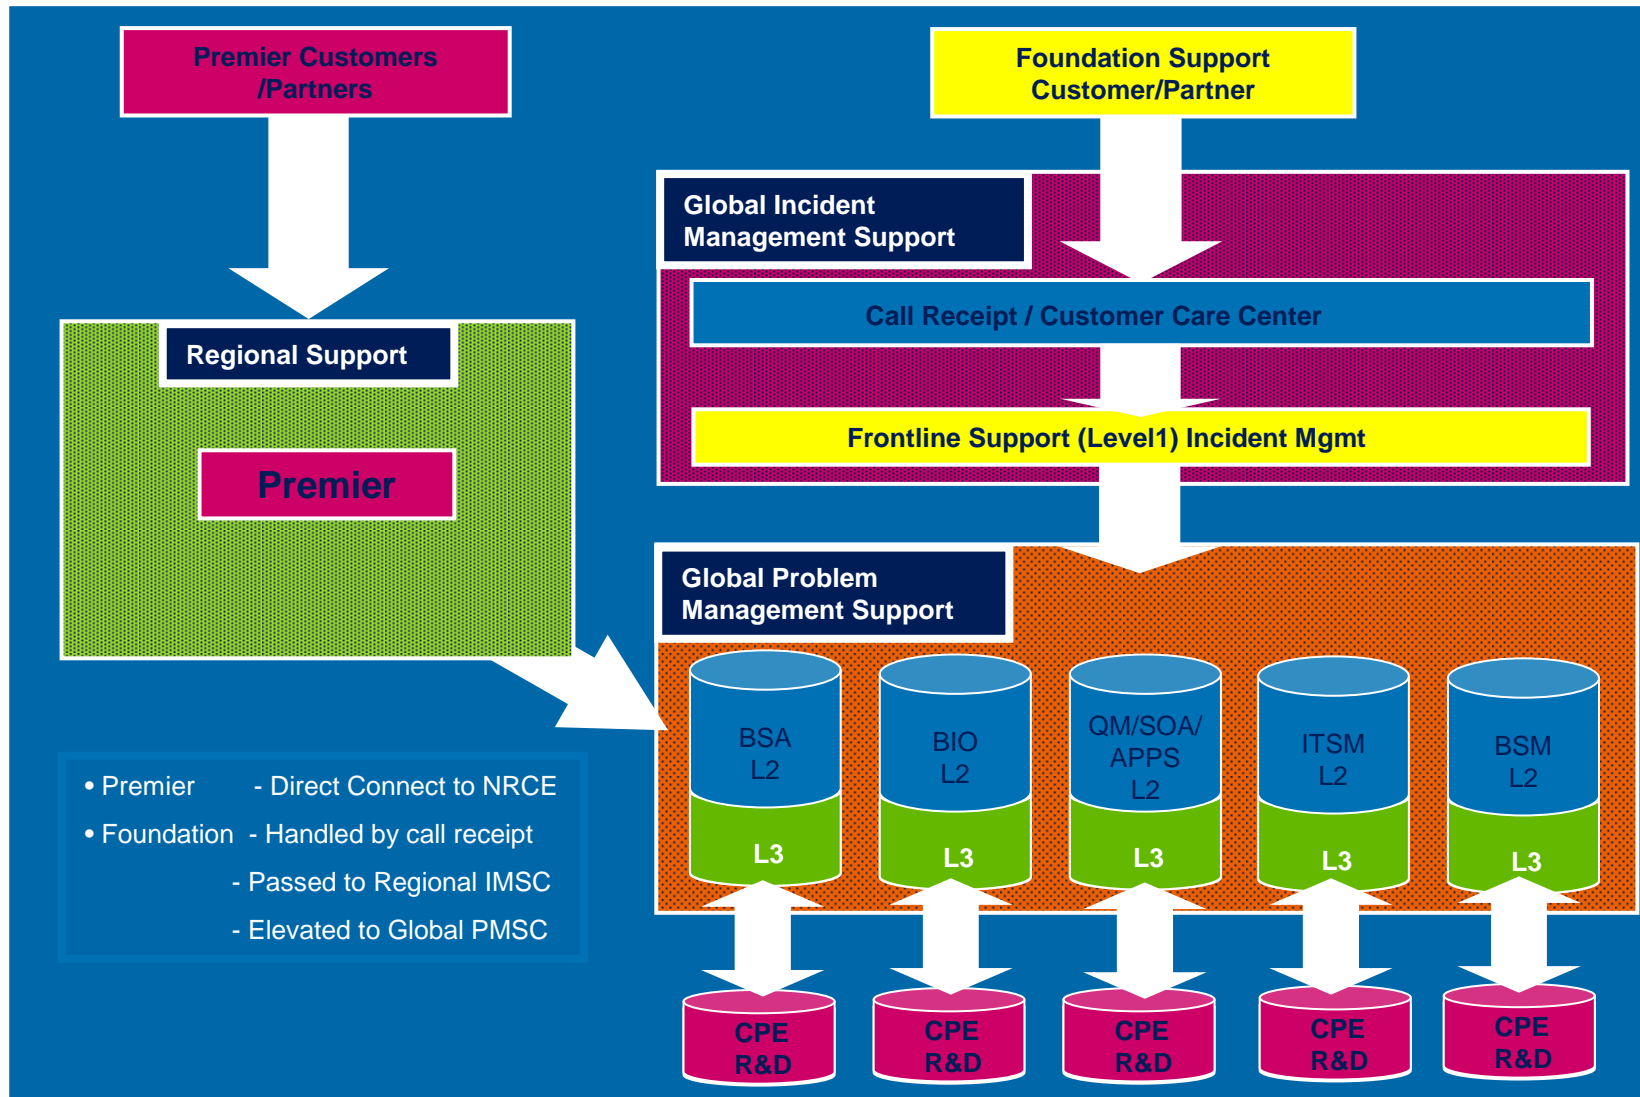 Premier Customers
/Partners
Foundation Support
Customer/Partner
Global Incident
Management Support
Call Receipt / Customer Care Center
Regional Support
Frontline Support (Level1) Incident Mgmt
Premier
Global Problem
Management Support
BSA
L2
L3
BIO
L2
L3
QM/SOA/
APPS
L2
L3
ITSM
L2
L3
BSM
L2
L3
• Premier - Direct Connect to NRCE
• Foundation - Handled by call receipt
- Passed to Regional IMSC
- Elevated to Global PMSC
CPE
R&D
CPE
R&D
CPE
R&D
CPE
R&D
CPE
R&D